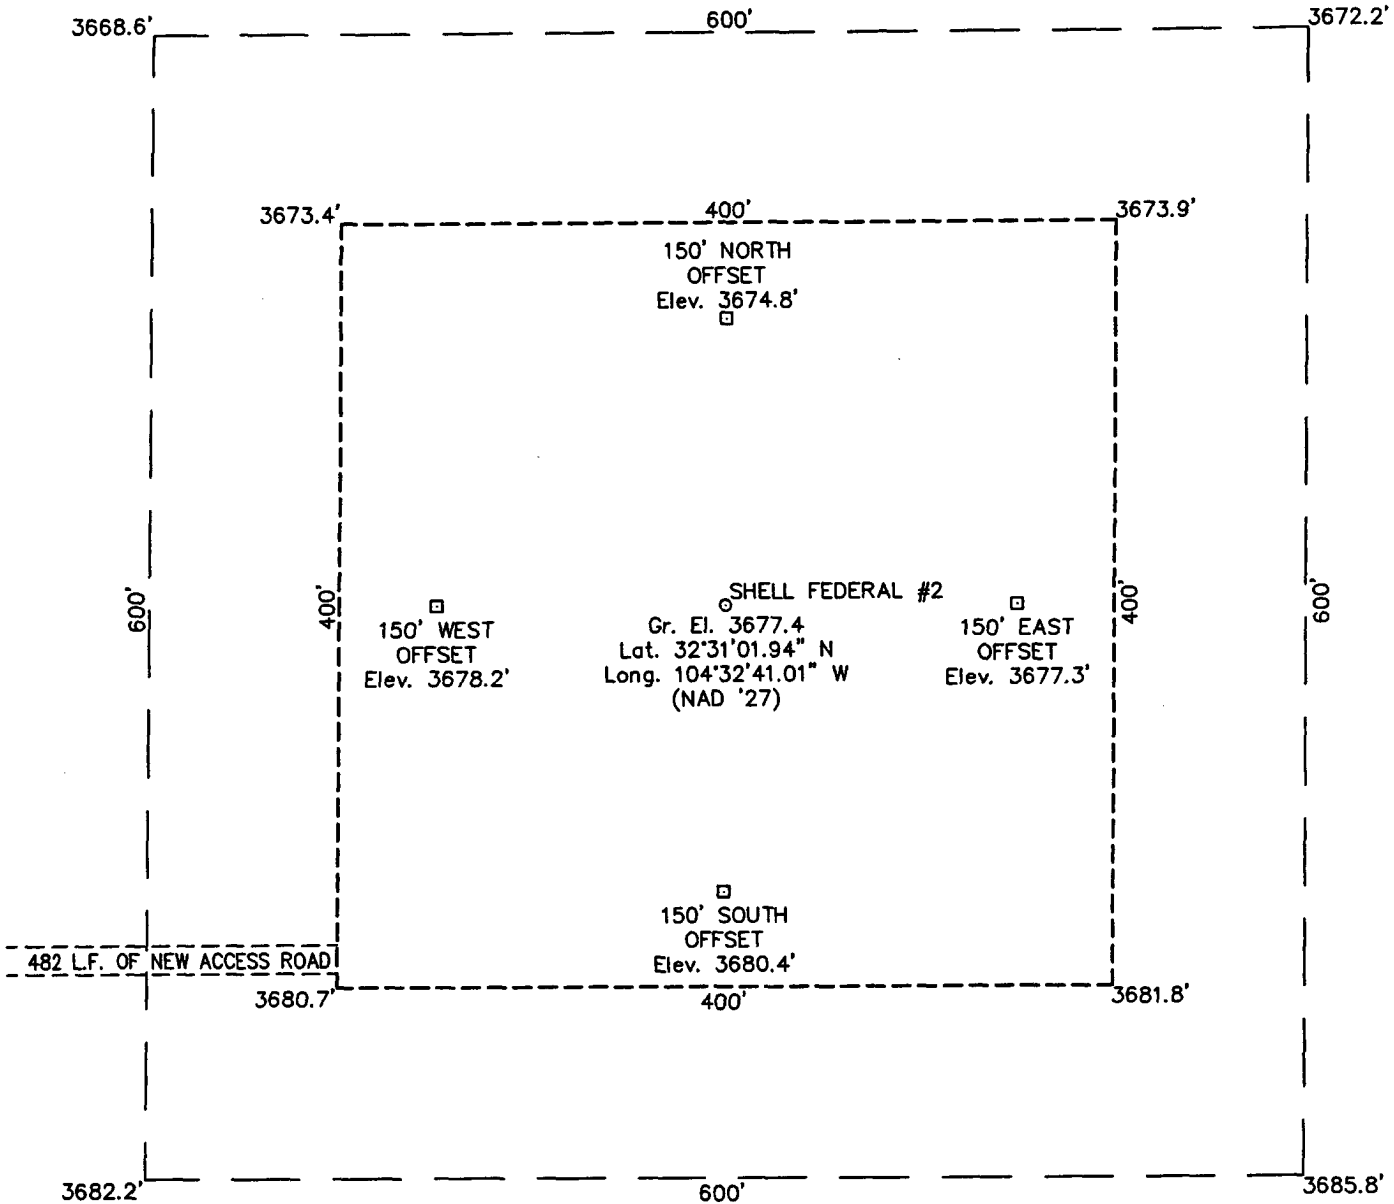 3668.6'
600'
3672.2'
3673.4'
400'
3673.9'
150' NORTH
OFFSET
Elev. 3674.8'
600'
400'
150' WEST
OFFSET
Elev. 3678.2'
SHELL FEDERAL #2
Gr. El. 3677.4
Lat. 32°31'01.94" N
Long. 104°32'41.01" W
(NAD '27)
150' EAST
OFFSET
Elev. 3677.3'
400'
600'
150' SOUTH
OFFSET
Elev. 3680.4'
482 L.F. OF NEW ACCESS ROAD
3680.7'
400'
3681.8'
3682.2'
600'
3685.8'